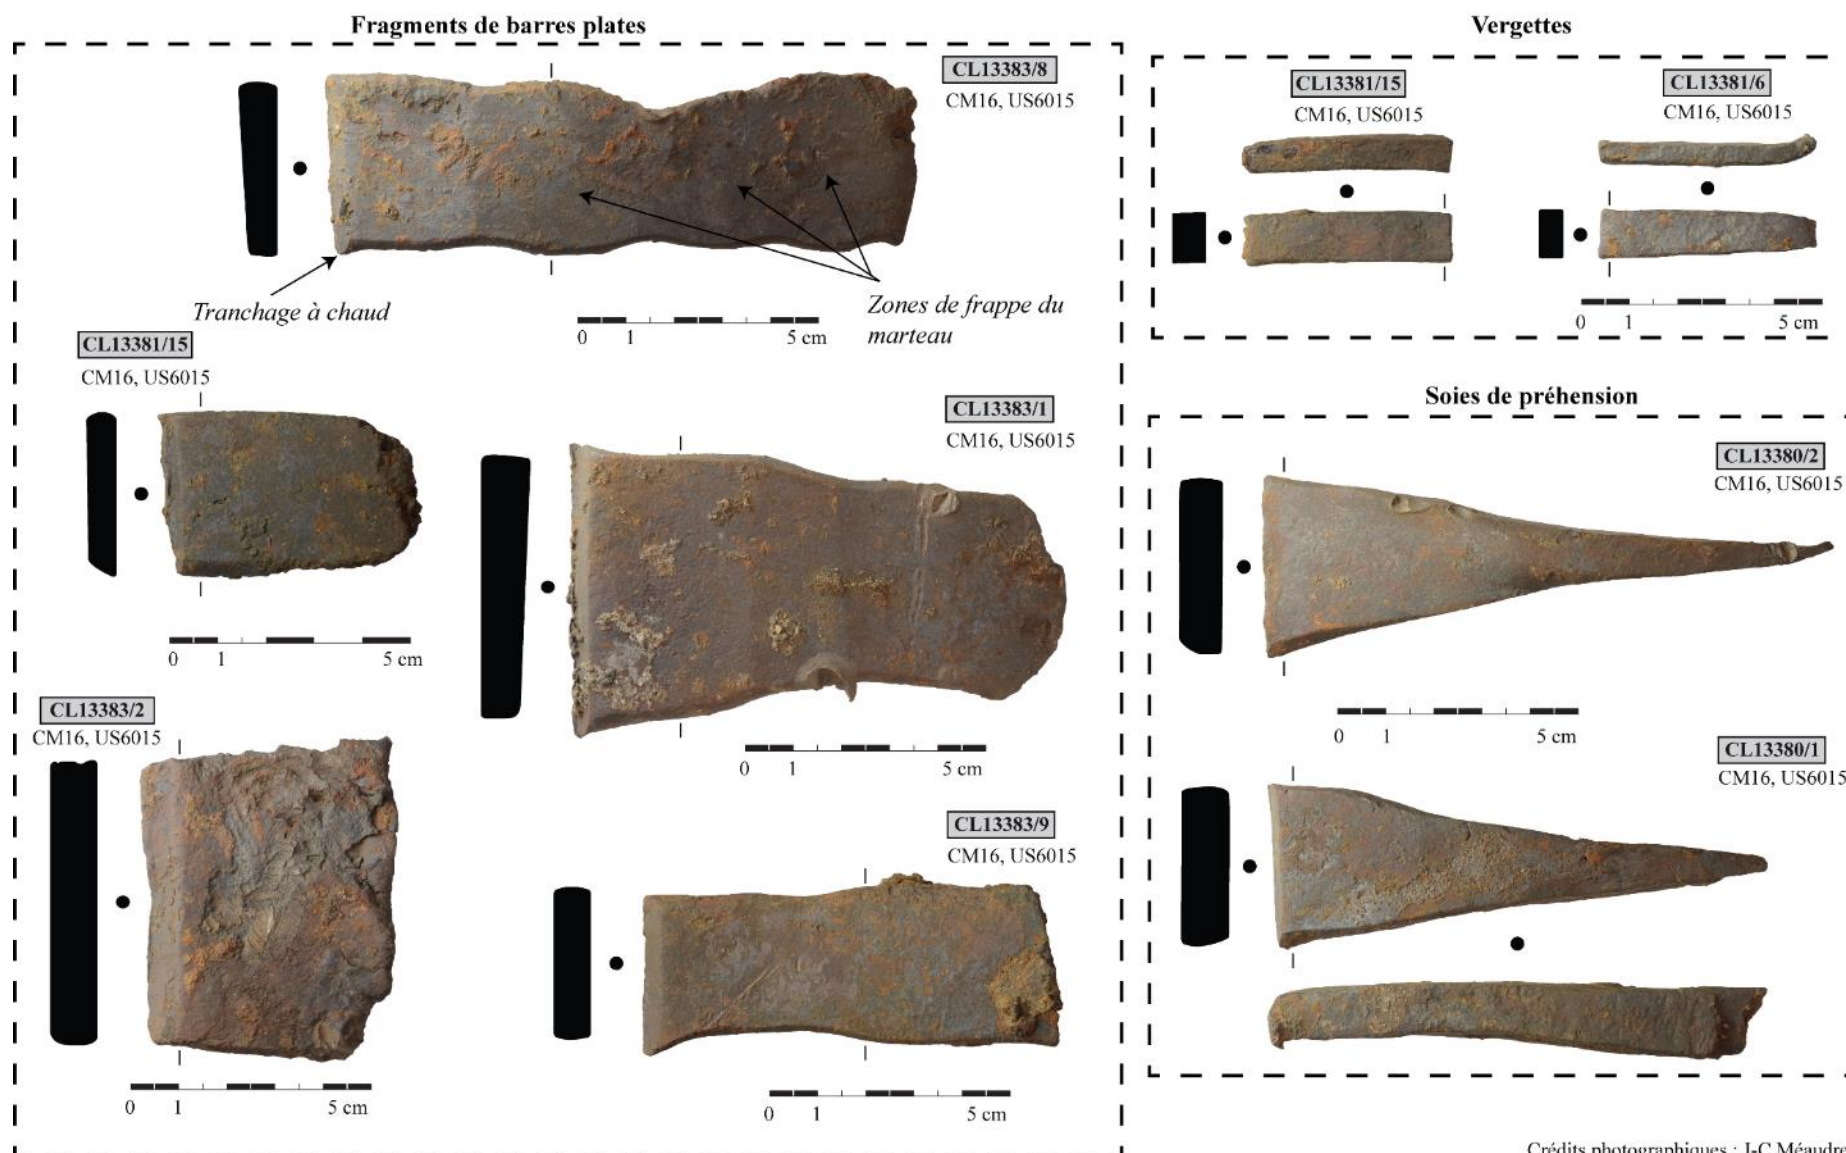 Fragments de barres plates
CL13383/8
CM16, US6015
Tranchage à chaud
Zones de frappe du
marteau
0 1 5 cm
CL13381/15
CM16, US6015
0 1 5 cm
CL13383/1
CM16, US6015
0 1 5 cm
CL13383/2
CM16, US6015
0 1 5 cm
CL13383/9
CM16, US6015
0 1 5 cm
Vergettes
CL13381/15
CM16, US6015
CL13381/6
CM16, US6015
0 1 5 cm
Soies de préhension
CL13380/2
CM16, US6015
0 1 5 cm
CL13380/1
CM16, US6015
Crédits photographiques : J-C Méaudre